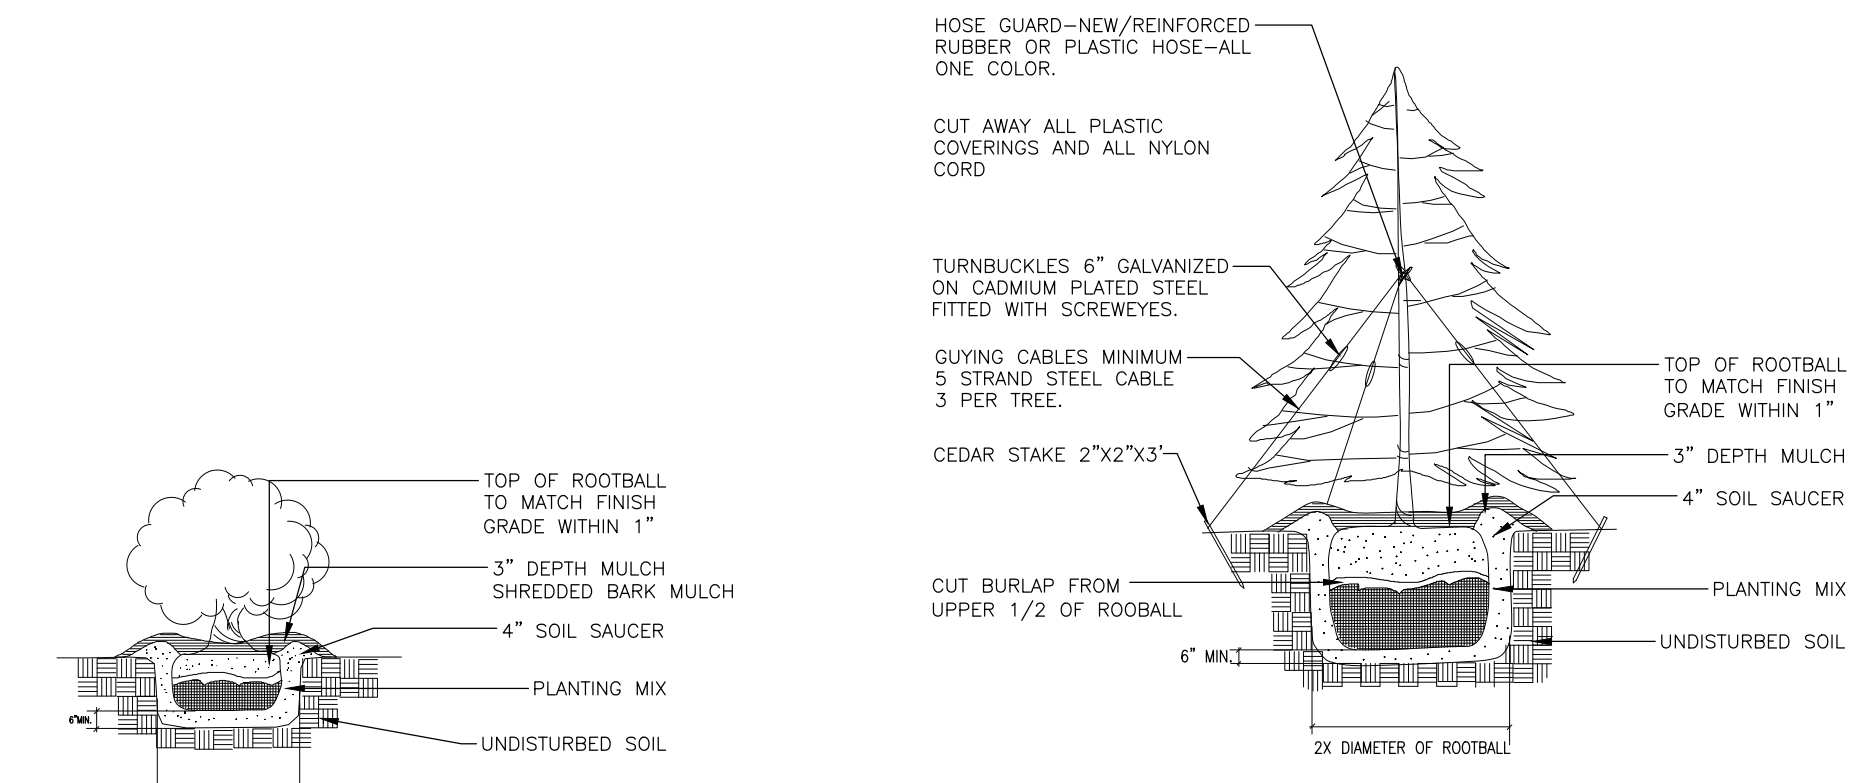 HOSE GUARD-NEW/REINFORCED
RUBBER OR PLASTIC HOSE-ALL
ONE COLOR.
CUT AWAY ALL PLASTIC
COVERINGS AND ALL NYLON
CORD
TURNBUCKLES 6" GALVANIZED
ON CADMIUM PLATED STEEL
FITTED WITH SCREWEYES.
GUYING CABLES MINIMUM
5 STRAND STEEL CABLE
3 PER TREE.
CEDAR STAKE 2"X2"X3'
CUT BURLAP FROM
UPPER 1/2 OF ROOBALL
6" MIN.
2X DIAMETER OF ROOTBALL
TOP OF ROOTBALL
TO MATCH FINISH
GRADE WITHIN 1"
3" DEPTH MULCH
4" SOIL SAUCER
PLANTING MIX
UNDISTURBED SOIL
TOP OF ROOTBALL
TO MATCH FINISH
GRADE WITHIN 1"
3" DEPTH MULCH
SHREDDED BARK MULCH
4" SOIL SAUCER
PLANTING MIX
6"MIN.
UNDISTURBED SOIL